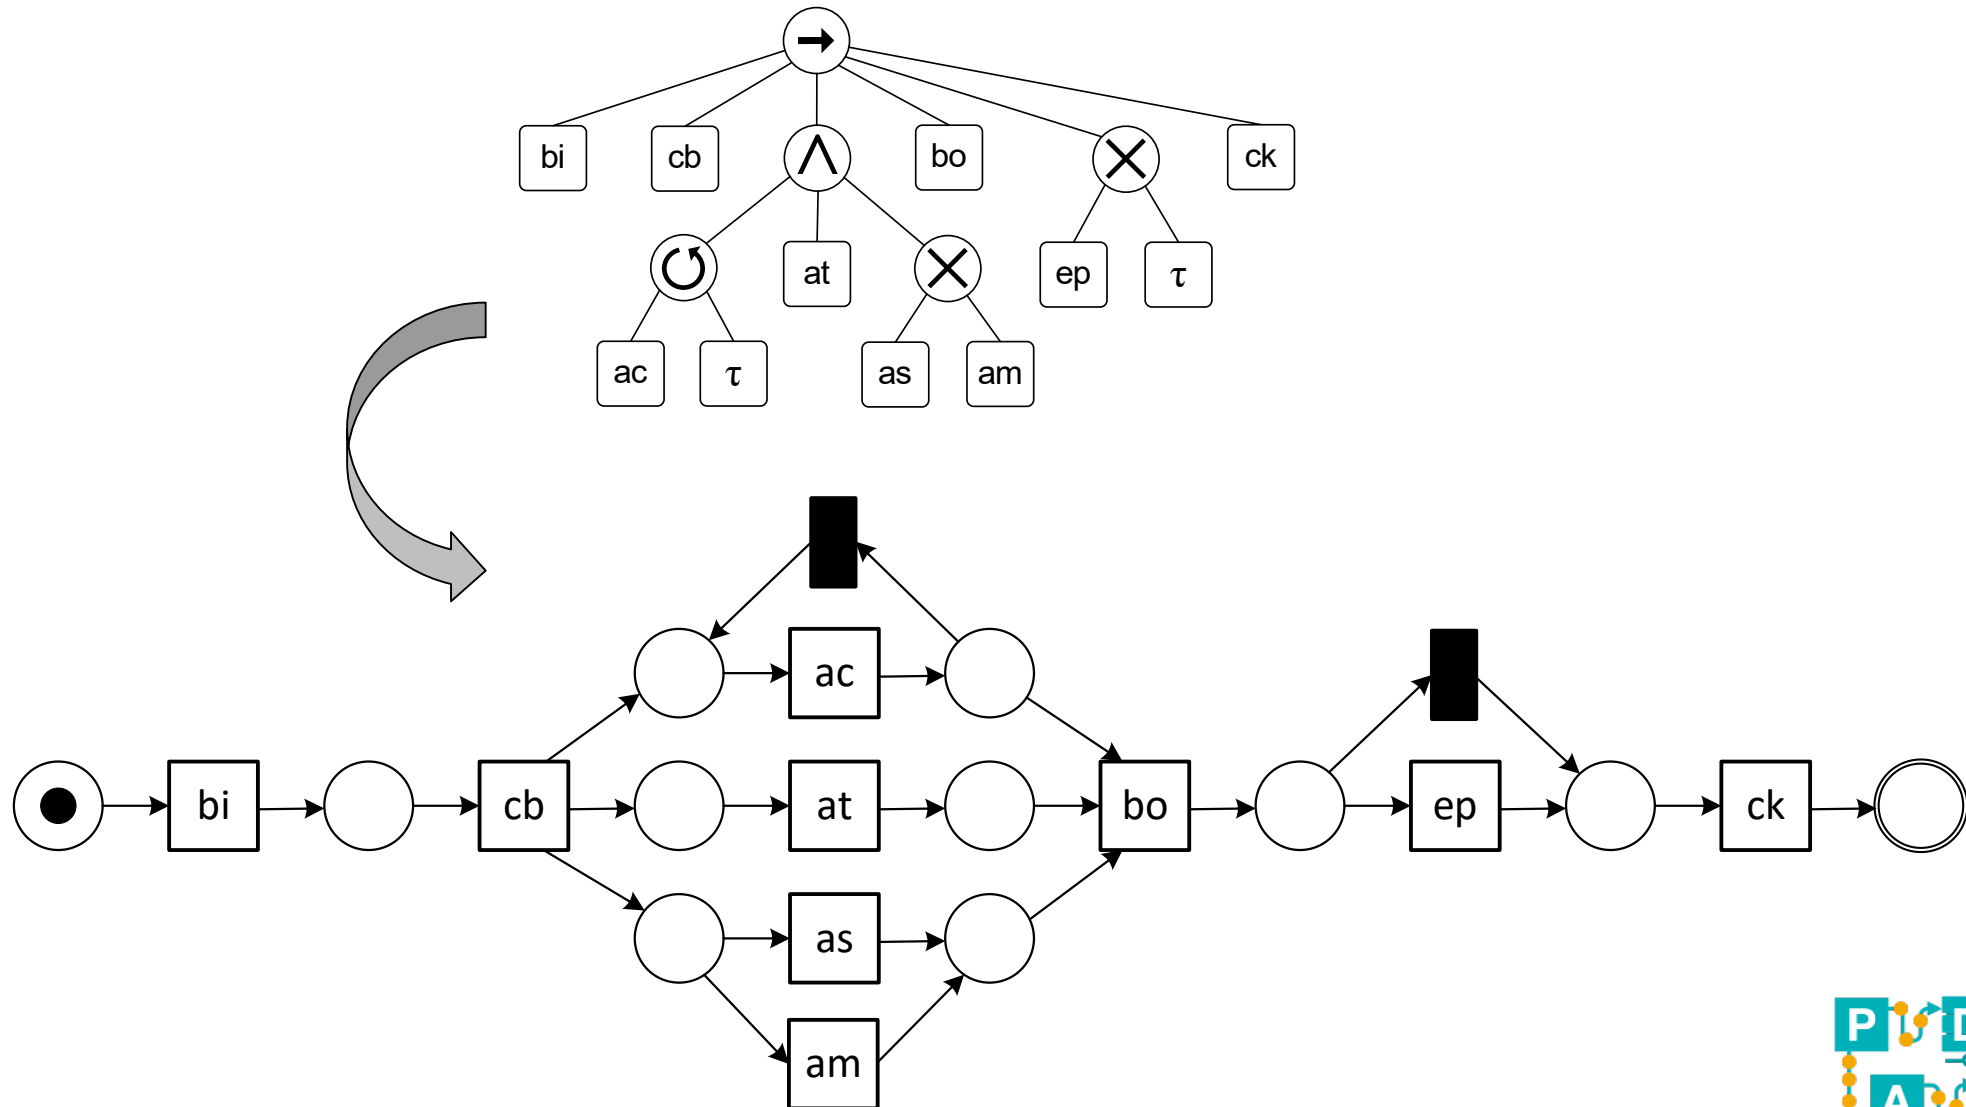 bi cb bo ck
at ep τ
ac τ as am
ac
bi cb at bo ep ck
as
am
P
A